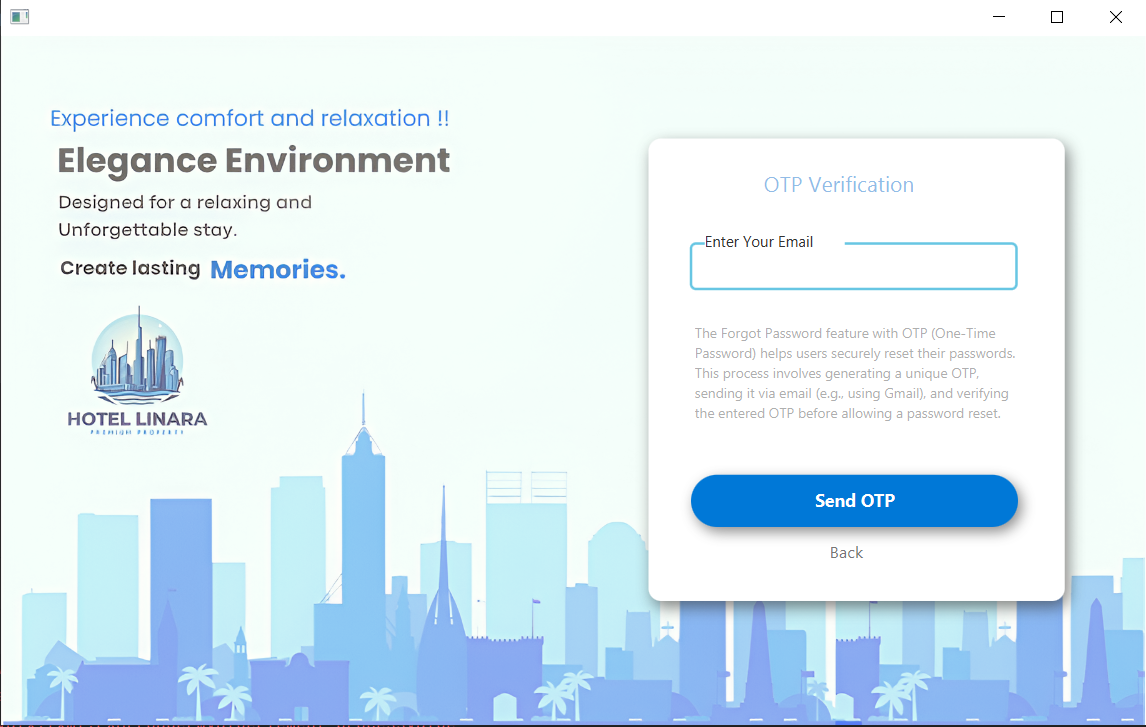 Experience comfort and relaxation !!
Elegance Environment
Designed for a relaxing and
Unforgettable stay.
Create lasting Memories.
HOTEL LINARA
PREMIUM PROPERTY
OTP Verification
Enter Your Email
The Forgot Password feature with OTP (One-Time
Password) helps users securely reset their passwords.
This process involves generating a unique OTP,
sending it via email (e.g., using Gmail), and verifying
the entered OTP before allowing a password reset.
Send OTP
Back